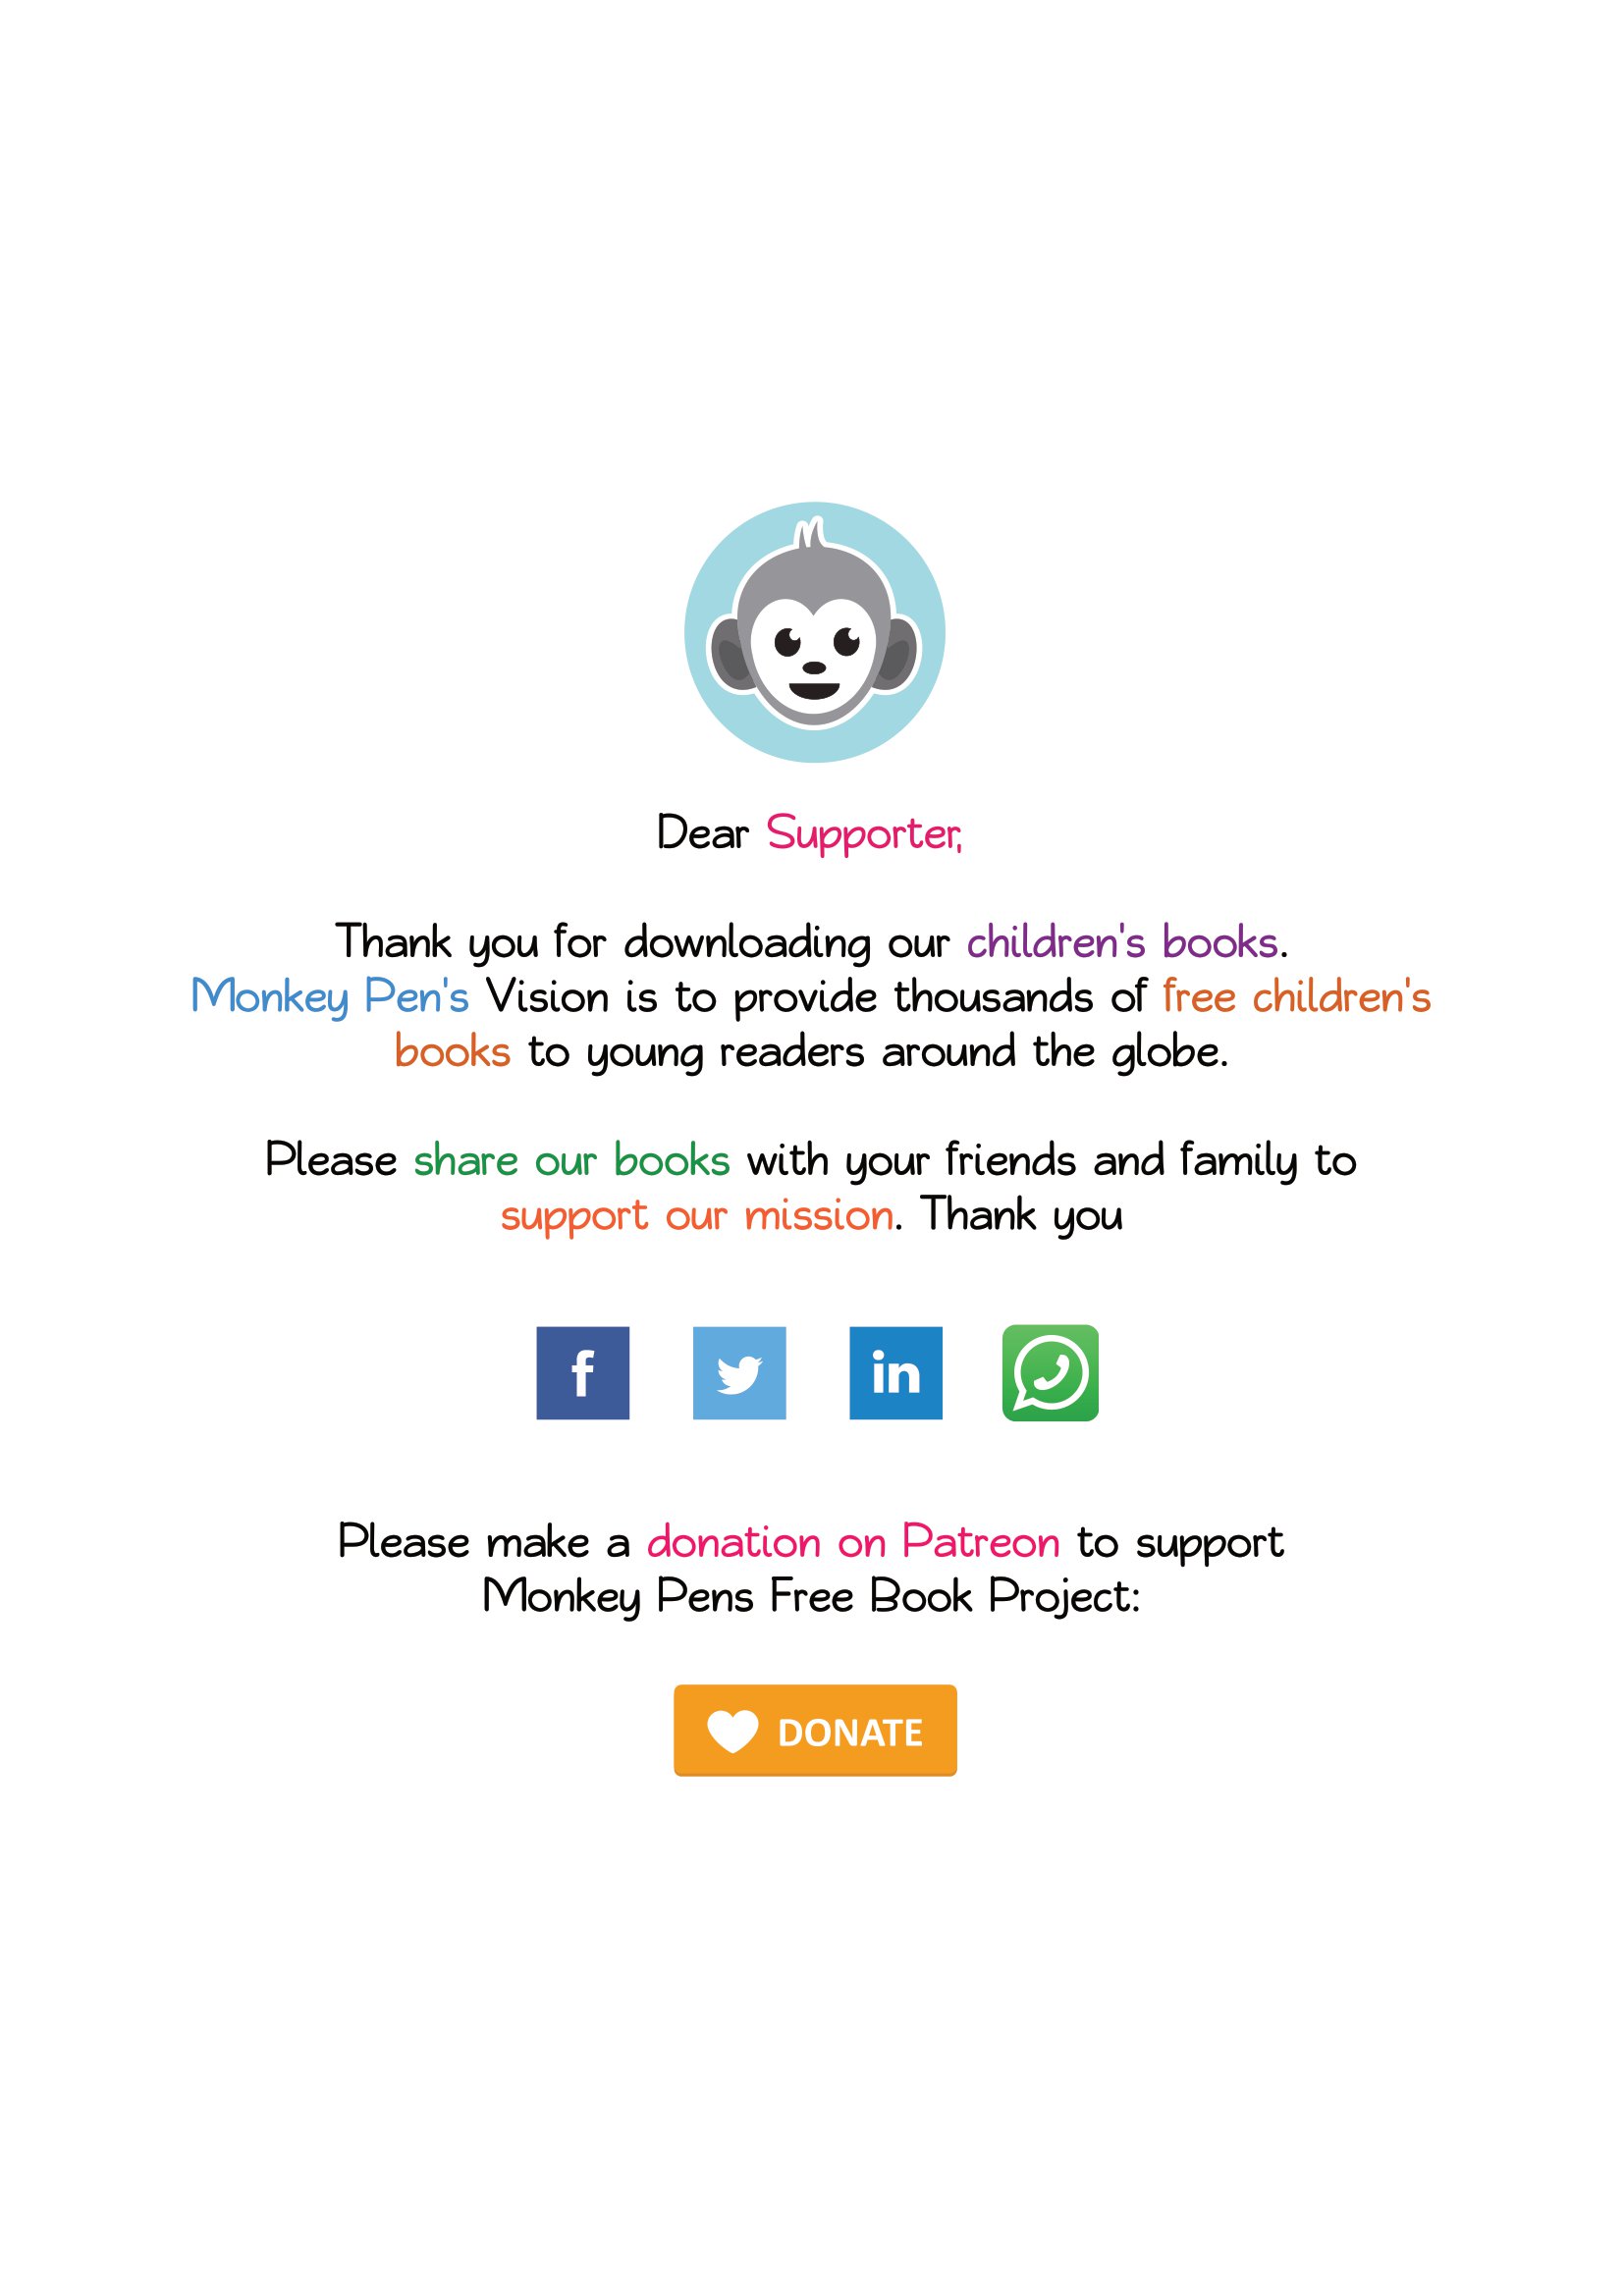 Dear Supporter,
Thank you for downloading our children's books.
Monkey Pen's Vision is to provide thousands of free children's
books to young readers around the globe.
Please share our books with your friends and family to
support our mission. Thank you
f
in
Please make a donation on Patreon to support
Monkey Pens Free Book Project:
DONATE